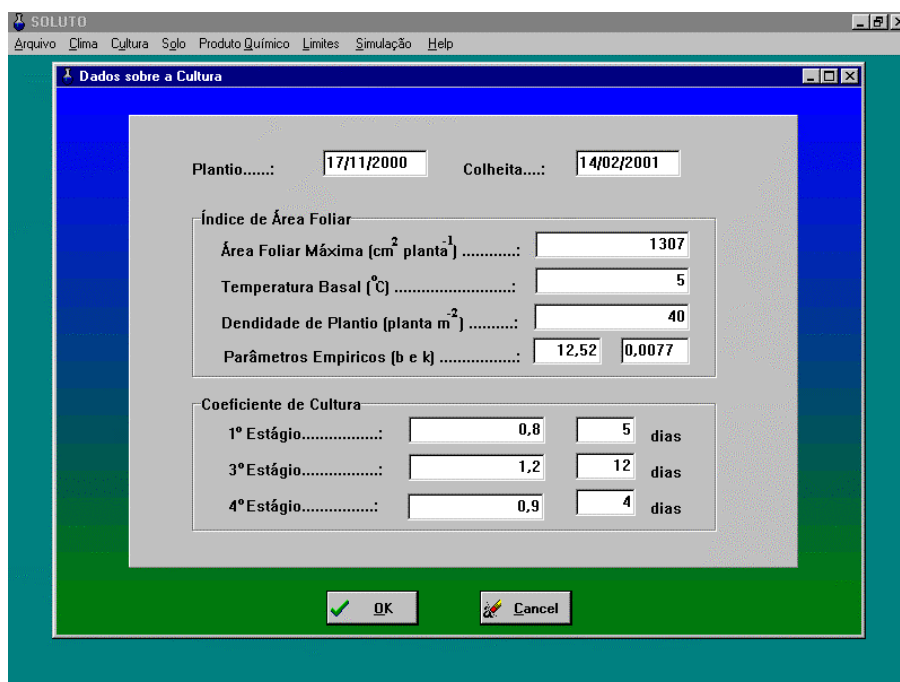 SOLUTO
Arquivo Clima Cultura Solo Produto Químico Limites Simulação Help
Dados sobre a Cultura
Plantio......: 17/11/2000 Colheita....: 14/02/2001
Índice de Área Foliar
Área Foliar Máxima (cm² planta⁻¹) ............: 1307
Temperatura Basal (ºC) .........................: 5
Dendidade de Plantio (planta m⁻²) ..........: 40
Parâmetros Empiricos (b e k) .................: 12,52 0,0077
Coeficiente de Cultura
1º Estágio.................: 0,8 5 dias
3º Estágio.................: 1,2 12 dias
4º Estágio................: 0,9 4 dias
OK Cancel